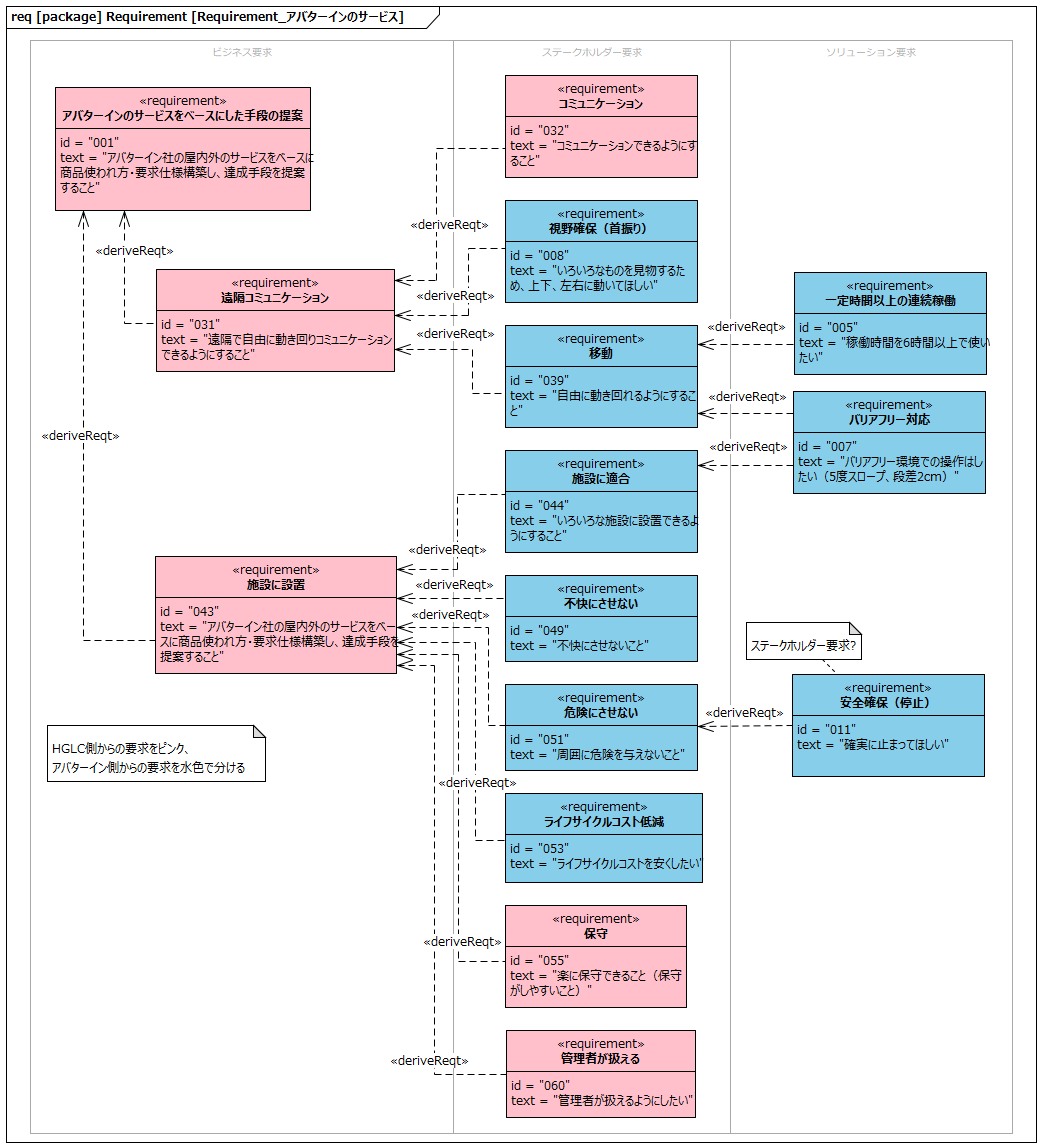 req [package] Requirement [Requirement_アバターインのサービス]
ビジネス要求
«requirement»
アバターインのサービスをベースにした手段の提案
id = "001"
text = "アバターイン社の屋内外のサービスをベースに
商品使われ方・要求仕様構築し、達成手段を提案
すること"
«deriveReqt»
«requirement»
遠隔コミュニケーション
id = "031"
text = "遠隔で自由に動き回りコミュニケーション
できるようにすること"
«deriveReqt»
«requirement»
施設に設置
id = "043"
text = "アバターイン社の屋内外のサービスをベー
スに商品使われ方・要求仕様構築し、達成手段を
提案すること"
HGLC側からの要求をピンク、
アバターイン側からの要求を水色で分ける
ステークホルダー要求
«requirement»
コミュニケーション
id = "032"
text = "コミュニケーションできるようにす
ること"
«deriveReqt»
«requirement»
視野確保（首振り）
id = "008"
text = "いろいろなものを見物するた
め、上下、左右に動いてほしい"
«deriveReqt»
«deriveReqt»
«requirement»
移動
id = "039"
text = "自由に動き回れるようにするこ
と"
«requirement»
施設に適合
id = "044"
text = "いろいろな施設に設置できるよ
うにすること"
«deriveReqt»
«deriveReqt»
«requirement»
不快にさせない
id = "049"
text = "不快にさせないこと"
«deriveReqt»
«requirement»
危険にさせない
id = "051"
text = "周囲に危険を与えないこと"
«deriveReqt»
«requirement»
ライフサイクルコスト低減
id = "053"
text = "ライフサイクルコストを安くしたい"
«deriveReqt»
«requirement»
保守
id = "055"
text = "楽に保守できること（保守
がしやすいこと）"
«deriveReqt»
«requirement»
管理者が扱える
id = "060"
text = "管理者が扱えるようにしたい"
ソリューション要求
«requirement»
一定時間以上の連続稼働
id = "005"
text = "稼働時間を6時間以上で使い
たい"
«deriveReqt»
«requirement»
バリアフリー対応
id = "007"
text = "バリアフリー環境での操作はし
たい（5度スロープ、段差2cm）"
«deriveReqt»
«deriveReqt»
ステークホルダー要求?
«requirement»
安全確保（停止）
id = "011"
text = "確実に止まってほしい"
«deriveReqt»